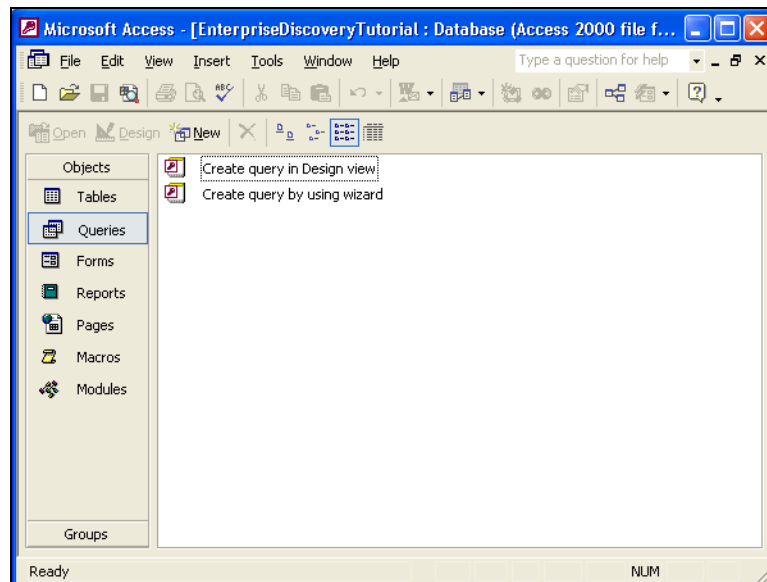 Microsoft Access - [EnterpriseDiscoveryTutorial : Database (Access 2000 file f...
File Edit View Insert Tools Window Help Type a question for help
ABC
Open Design New
Objects
Create query in Design view
Create query by using wizard
Tables
Queries
Forms
Reports
Pages
Macros
Modules
Groups
Ready NUM